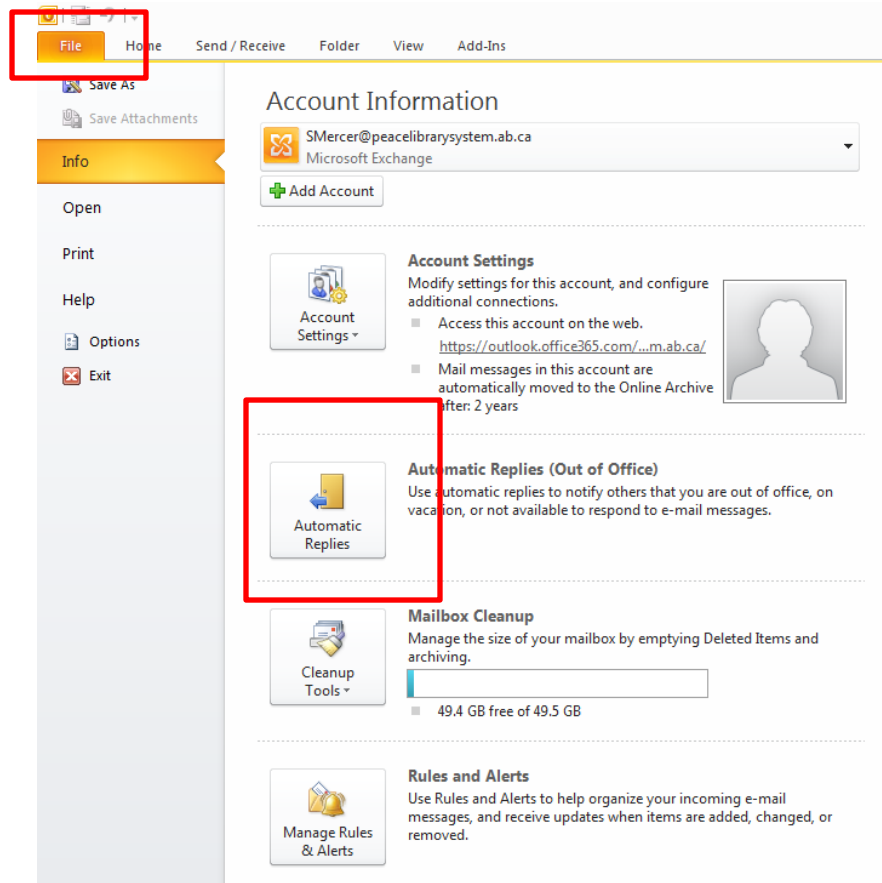 File Home Send / Receive Folder View Add-Ins
Save As
Save Attachments
Info
Open
Print
Help
Options
Exit
Account Information
SMercer@peacelibrarysystem.ab.ca
Microsoft Exchange
Add Account
Account
Settings
Account Settings
Modify settings for this account, and configure
additional connections.
Access this account on the web.
https://outlook.office365.com/...m.ab.ca/
Mail messages in this account are
automatically moved to the Online Archive
after: 2 years
Automatic
Replies
Automatic Replies (Out of Office)
Use automatic replies to notify others that you are out of office, on
vacation, or not available to respond to e-mail messages.
Cleanup
Tools
Mailbox Cleanup
Manage the size of your mailbox by emptying Deleted Items and
archiving.
49.4 GB free of 49.5 GB
Manage Rules
& Alerts
Rules and Alerts
Use Rules and Alerts to help organize your incoming e-mail
messages, and receive updates when items are added, changed, or
removed.